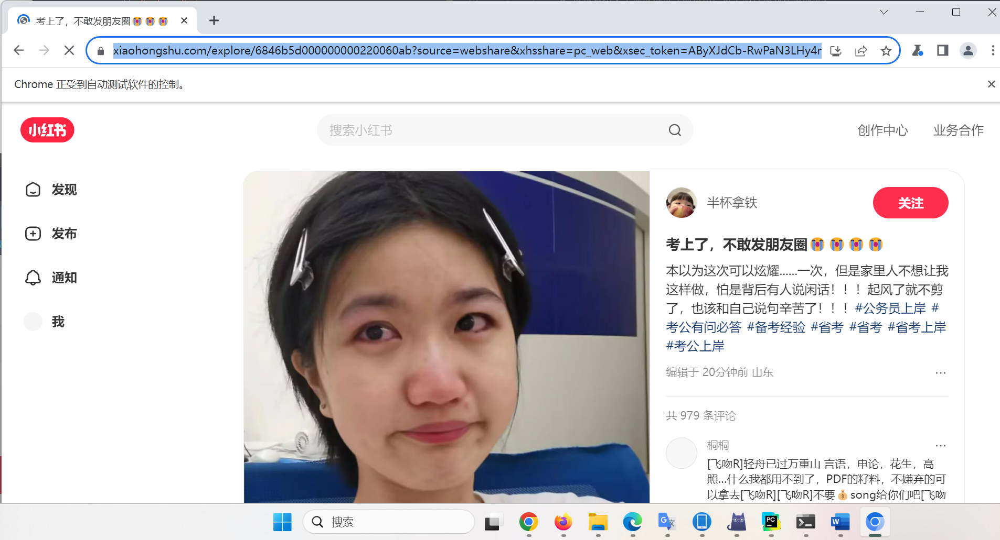 考上了，不敢发朋友圈😭😭😭
xiaohongshu.com/explore/6846b5d000000000220060ab?source=webshare&xhsshare=pc_web&xsec_token=AByXJdCb-RwPaN3LHy4r
Chrome 正受到自动测试软件的控制。
小红书
搜索小红书
创作中心
业务合作
发现
发布
通知
我
半杯拿铁
关注
考上了，不敢发朋友圈😭😭😭😭
本以为这次可以炫耀......一次，但是家里人不想让我
这样做，怕是背后有人说闲话！！！起风了就不剪
了，也该和自己说句辛苦了！！！#公务员上岸 #
考公有问必答 #备考经验 #省考 #省考 #省考上岸
#考公上岸
编辑于 20分钟前 山东
共 979 条评论
桐桐
[飞吻R]轻舟已过万重山 言语，申论，花生，高
照...什么我都用不到了，PDF的籽料，不嫌弃的可
以拿去[飞吻R][飞吻R]不要💰song给你们吧[飞吻
搜索